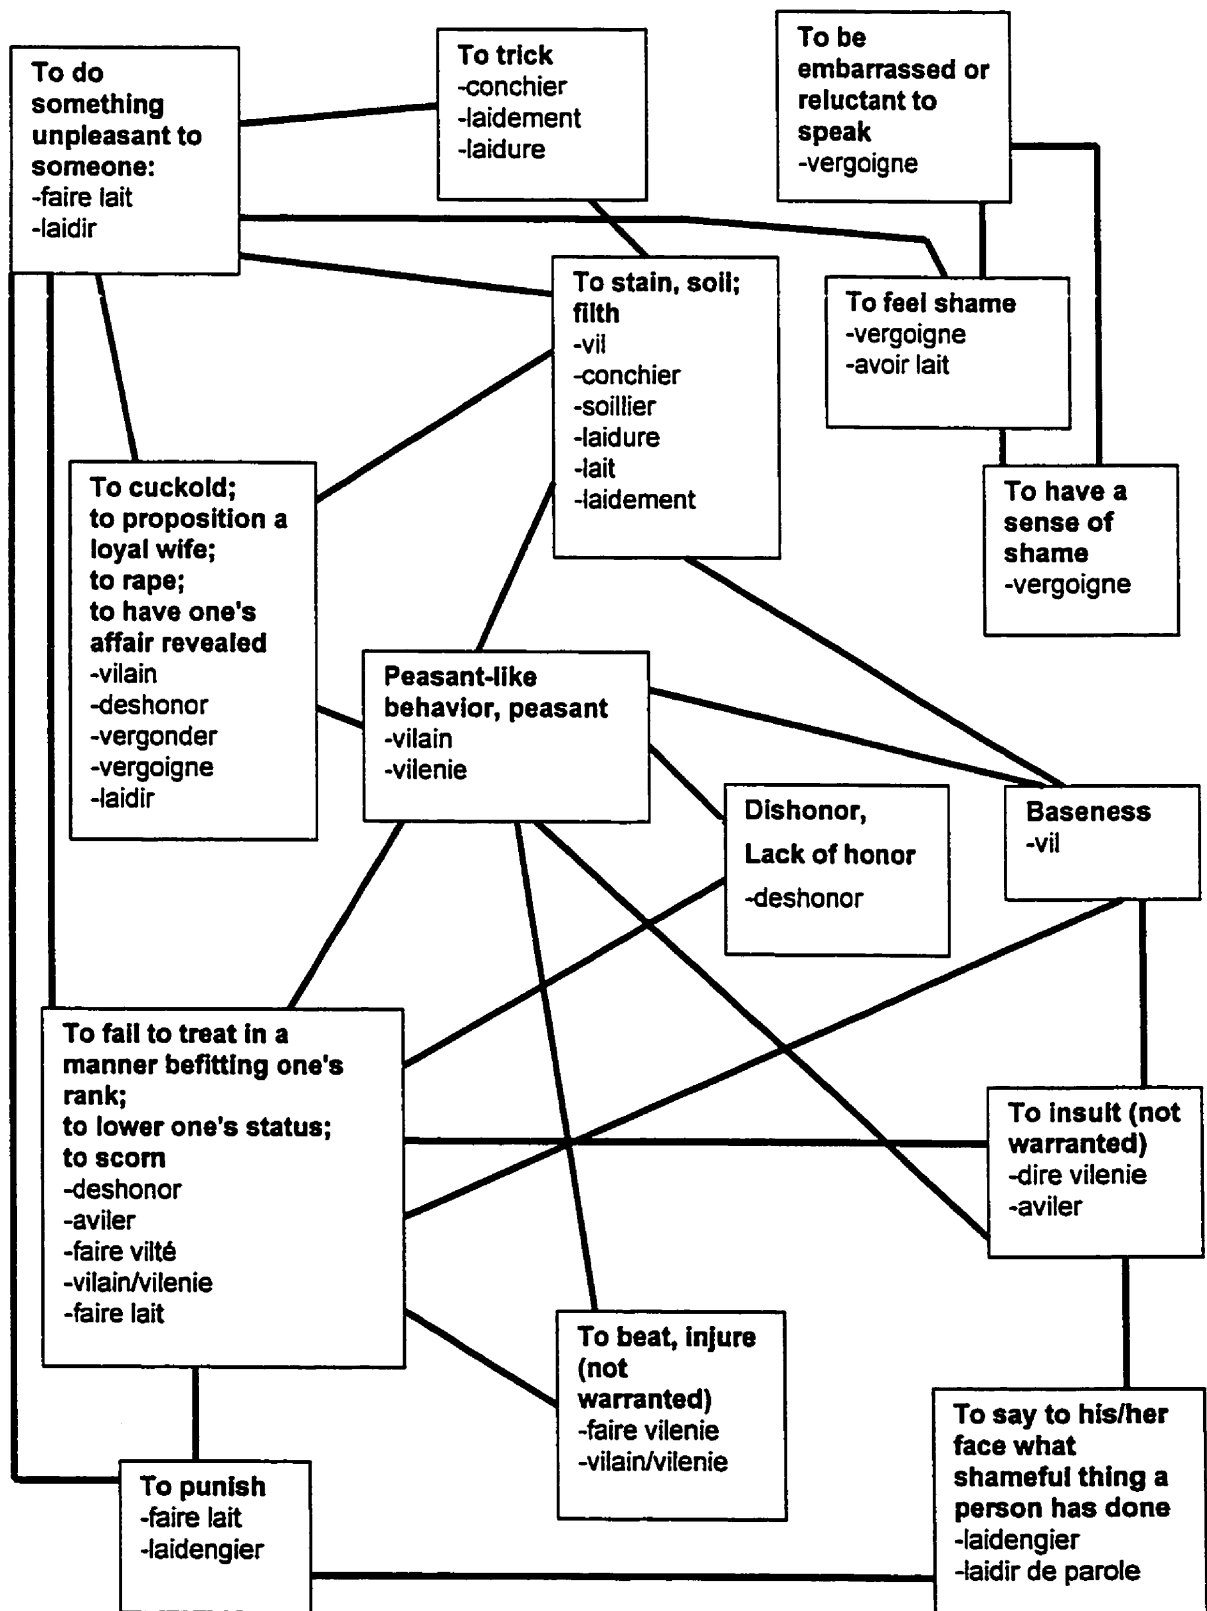 To do
something
unpleasant to
someone:
-faire lait
-laidir
To trick
-conchier
-laidement
-laidure
To be
embarrassed or
reluctant to
speak
-vergoigne
To stain, soil;
filth
-vil
-conchier
-soillier
-laidure
-lait
-laidement
To feel shame
-vergoigne
-avoir lait
To have a
sense of
shame
-vergoigne
To cuckold;
to proposition a
loyal wife;
to rape;
to have one's
affair revealed
-vilain
-deshonor
-vergonder
-vergoigne
-laidir
Peasant-like
behavior, peasant
-vilain
-vilenie
Dishonor,
Lack of honor
-deshonor
Baseness
-vil
To fail to treat in a
manner befitting one's
rank;
to lower one's status;
to scorn
-deshonor
-aviler
-faire vilté
-vilain/vilenie
-faire lait
To insult (not
warranted)
-dire vilenie
-aviler
To beat, injure
(not
warranted)
-faire vilenie
-vilain/vilenie
To say to his/her
face what
shameful thing a
person has done
-laidengier
-laidir de parole
To punish
-faire lait
-laidengier